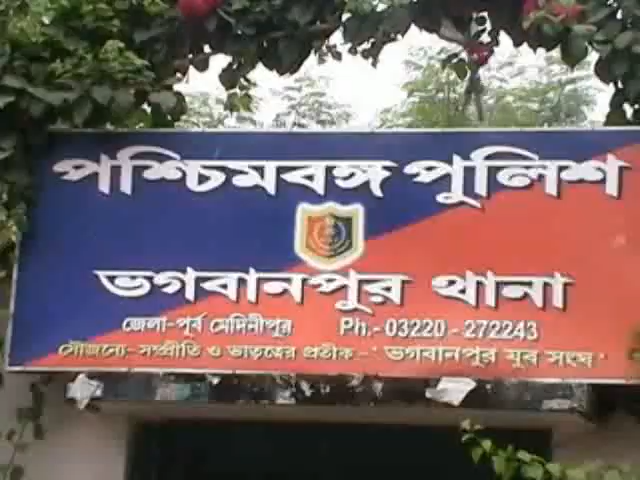 পশ্চিমবঙ্গ পুলিশ
ভগবানপুর থানা
জেলা-পূর্ব মেদিনীপুর Ph.- 03220 - 272243
সৌজন্যে-সম্প্রীতি ও ভাতৃত্বের প্রতীক-'ভগবানপুর যুব সংঘ'